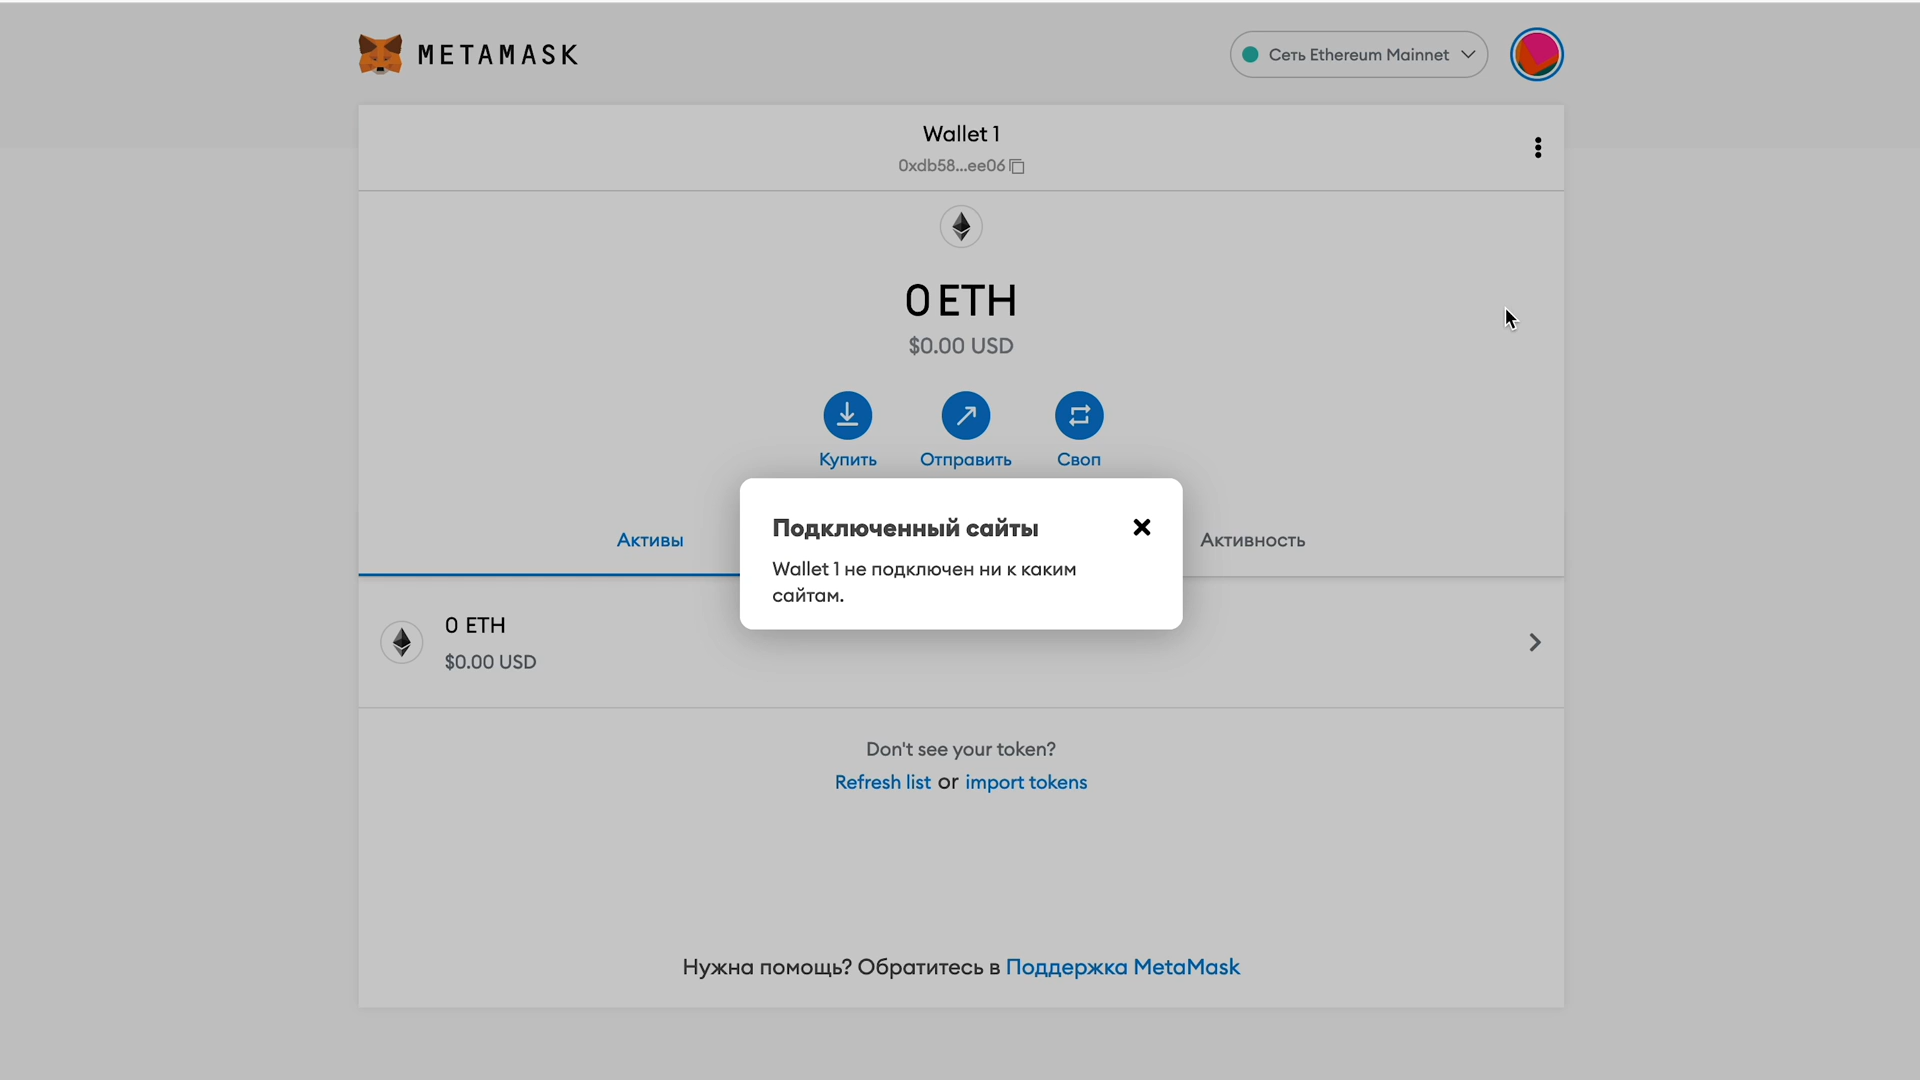 METAMASK
Сеть Ethereum Mainnet
Wallet 1
0xdb58...ee06
0 ETH
$0.00 USD
Купить
Отправить
Своп
Подключенный сайты
Wallet 1 не подключен ни к каким
сайтам.
Активы
Активность
0 ETH
$0.00 USD
Don't see your token?
Refresh list or import tokens
Нужна помощь? Обратитесь в Поддержка MetaMask